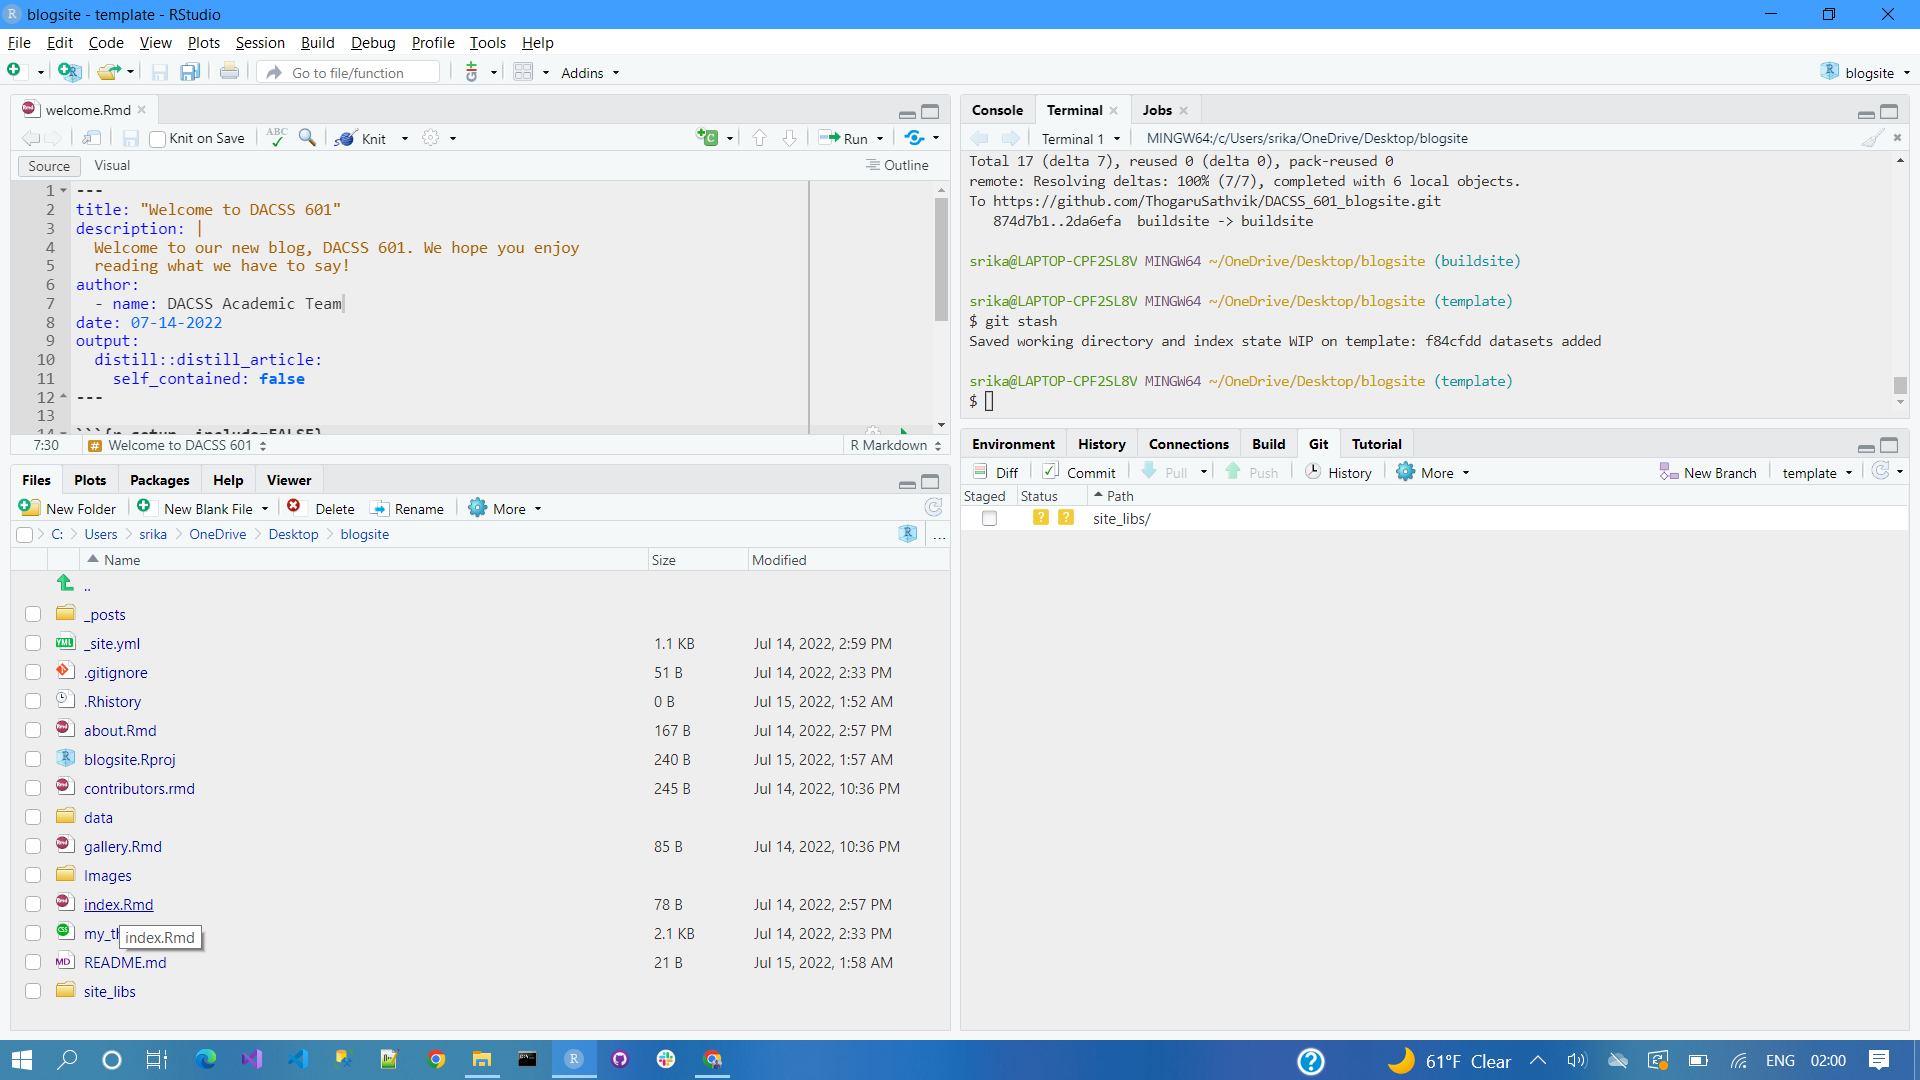 blogsite - template - RStudio
File Edit Code View Plots Session Build Debug Profile Tools Help
Go to file/function Addins blogsite
welcome.Rmd
Knit on Save ABC Knit Run
Source Visual Outline
1 ---
2 title: "Welcome to DACSS 601"
3 description: |
4 Welcome to our new blog, DACSS 601. We hope you enjoy
5 reading what we have to say!
6 author:
7 - name: DACSS Academic Team
8 date: 07-14-2022
9 output:
10 distill::distill_article:
11 self_contained: false
12 ---
13
14 ```{r setup, include=FALSE}
7:30 Welcome to DACSS 601 R Markdown
Console Terminal Jobs
Terminal 1 MINGW64:/c/Users/srika/OneDrive/Desktop/blogsite
Total 17 (delta 7), reused 0 (delta 0), pack-reused 0
remote: Resolving deltas: 100% (7/7), completed with 6 local objects.
To https://github.com/ThogaruSathvik/DACSS_601_blogsite.git
874d7b1..2da6efa buildsite -> buildsite
srika@LAPTOP-CPF2SL8V MINGW64 ~/OneDrive/Desktop/blogsite (buildsite)
srika@LAPTOP-CPF2SL8V MINGW64 ~/OneDrive/Desktop/blogsite (template)
$ git stash
Saved working directory and index state WIP on template: f84cfdd datasets added
srika@LAPTOP-CPF2SL8V MINGW64 ~/OneDrive/Desktop/blogsite (template)
$
Files Plots Packages Help Viewer
New Folder New Blank File Delete Rename More
C: Users srika OneDrive Desktop blogsite ...
Name Size Modified
..
_posts
_site.yml 1.1 KB Jul 14, 2022, 2:59 PM
.gitignore 51 B Jul 14, 2022, 2:33 PM
.Rhistory 0 B Jul 15, 2022, 1:52 AM
about.Rmd 167 B Jul 14, 2022, 2:57 PM
blogsite.Rproj 240 B Jul 15, 2022, 1:57 AM
contributors.rmd 245 B Jul 14, 2022, 10:36 PM
data
gallery.Rmd 85 B Jul 14, 2022, 10:36 PM
Images
index.Rmd 78 B Jul 14, 2022, 2:57 PM
my_th 2.1 KB Jul 14, 2022, 2:33 PM
index.Rmd
README.md 21 B Jul 15, 2022, 1:58 AM
site_libs
Environment History Connections Build Git Tutorial
Diff Commit Pull Push History More New Branch template
Staged Status Path
? ? site_libs/
61°F Clear ENG 02:00